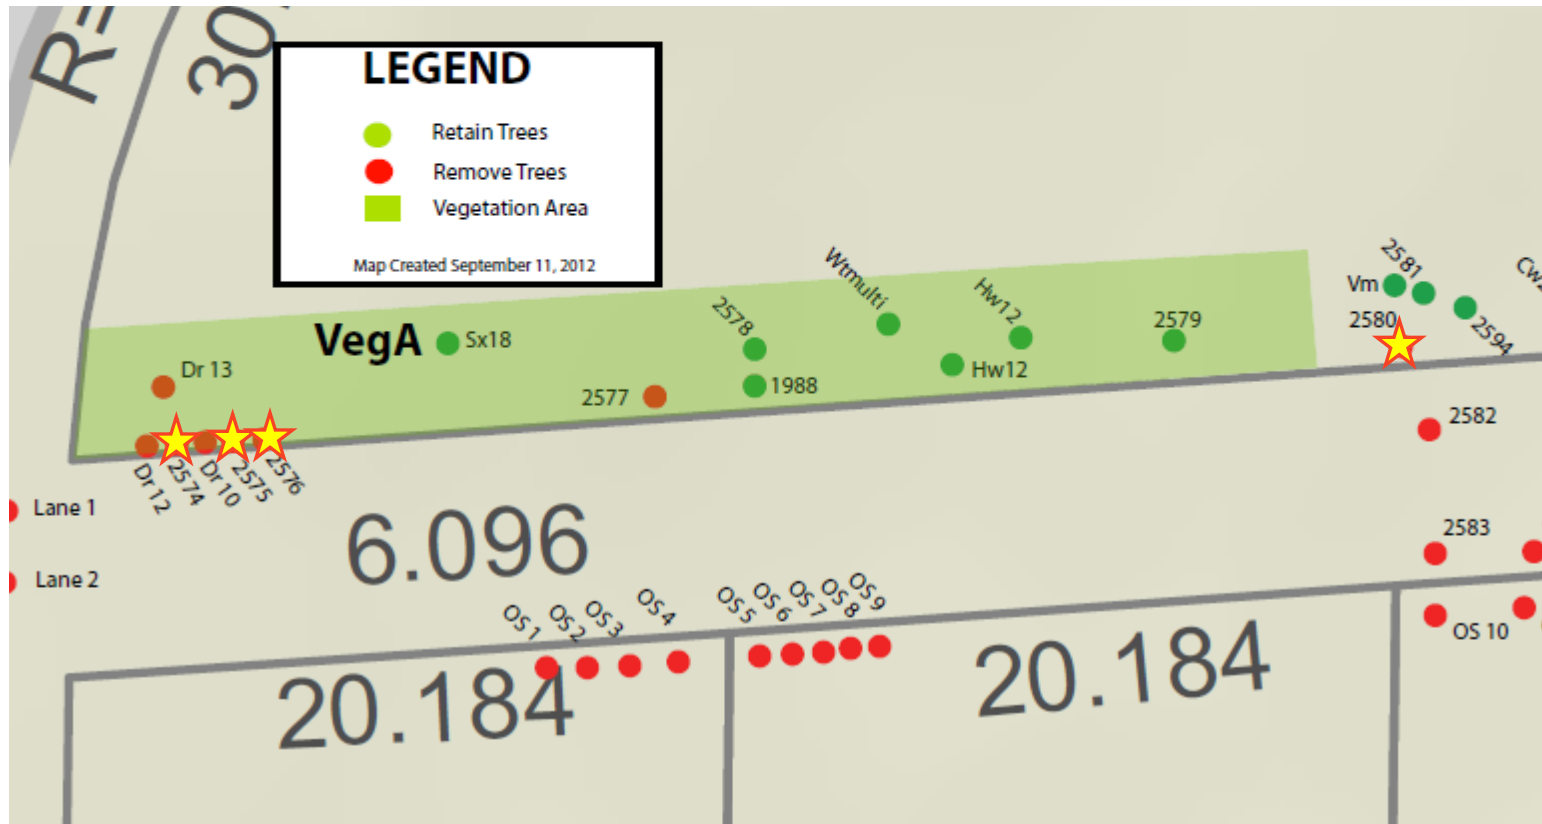 R=
30.
LEGEND
Retain Trees
Remove Trees
Vegetation Area
Map Created September 11, 2012
VegA
Sx18
Dr 13
2577
2578
1988
Wtmulti
Hw12
Hw12
2579
Vm
2581
2580
2594
Dr 12
2574
Dr 10
2575
2576
2582
Lane 1
Lane 2
6.096
2583
OS 1
OS 2
OS 3
OS 4
OS 5
OS 6
OS 7
OS 8
OS 9
OS 10
20.184
20.184